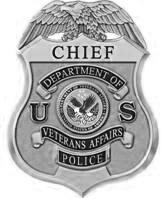 CHIEF
DEPARTMENT OF
U S
VETERANS AFFAIRS
POLICE